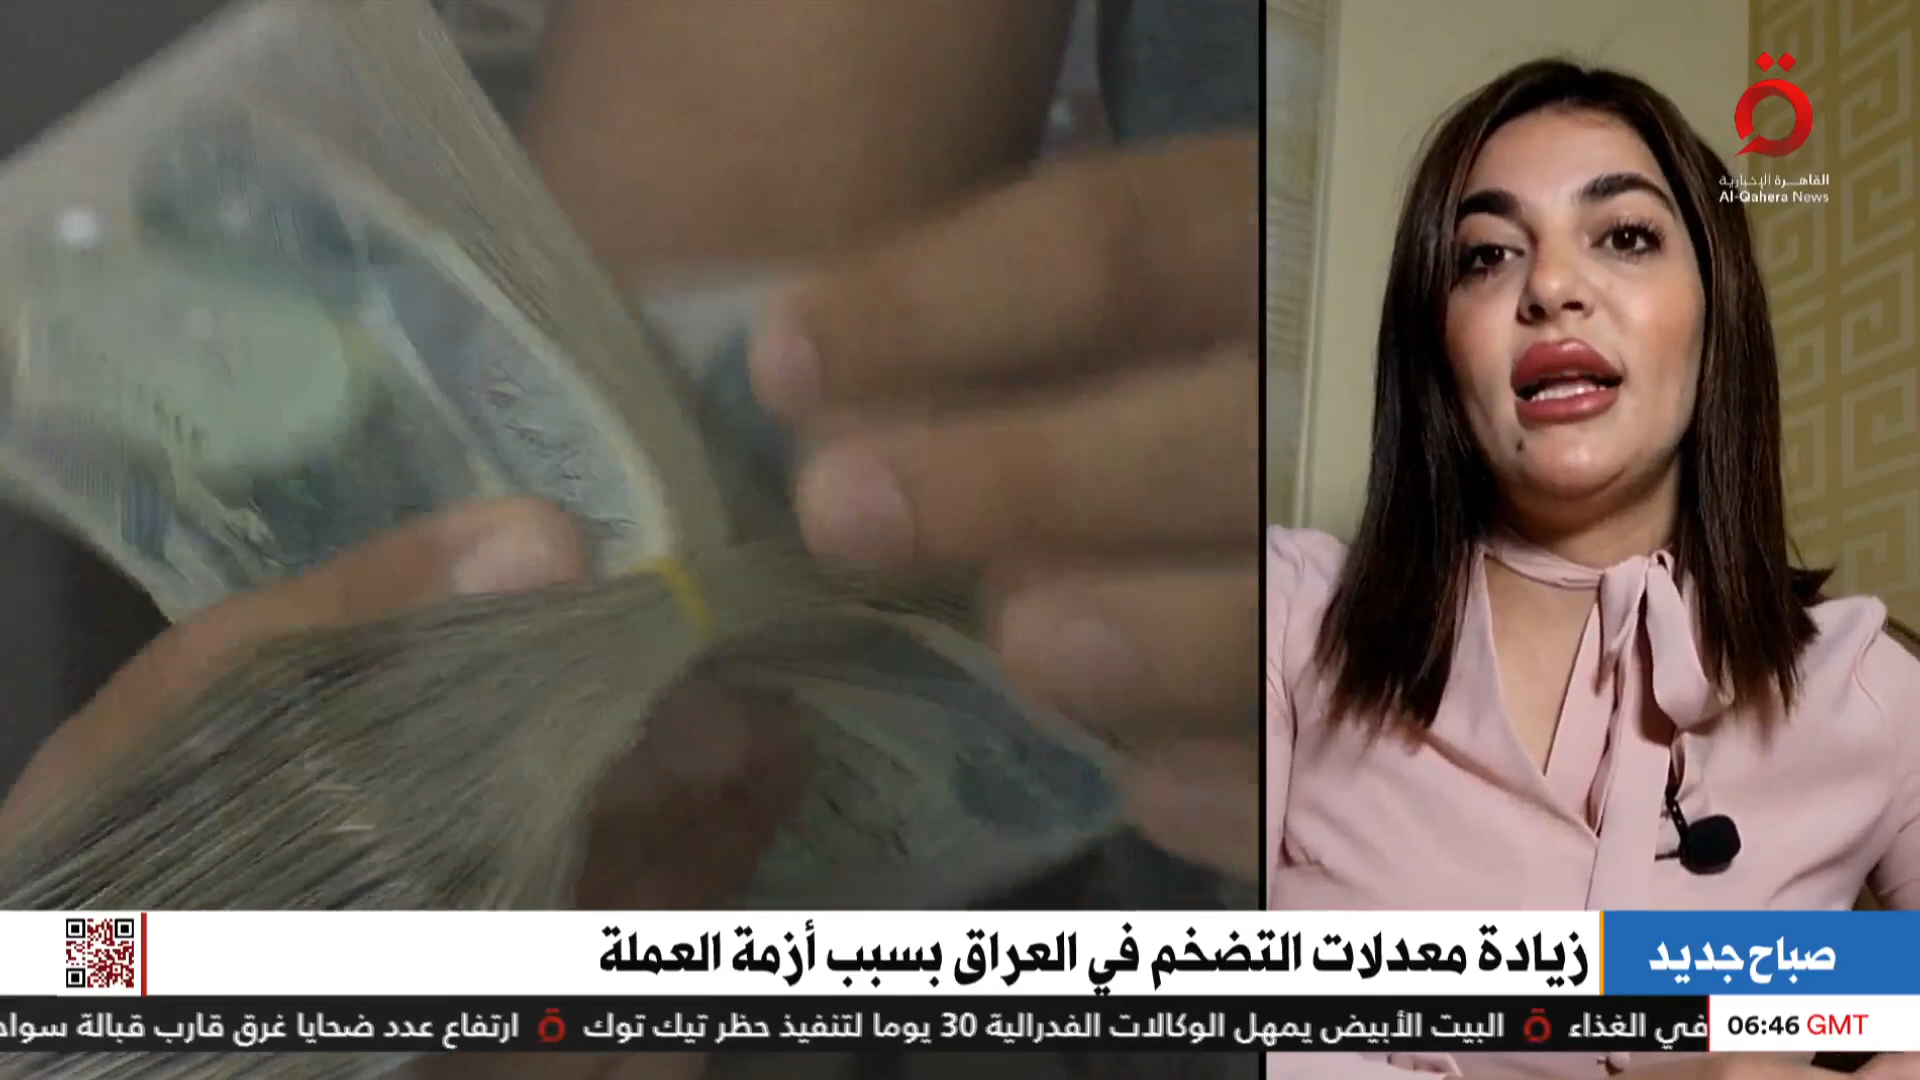 القاهرة الإخبارية
Al-Qahera News
صباح جديد
زيادة معدلات التضخم في العراق بسبب أزمة العملة
06:46 GMT
في الغذاء البيت الأبيض يمهل الوكالات الفدرالية 30 يوما لتنفيذ حظر تيك توك ارتفاع عدد ضحايا غرق قارب قبالة